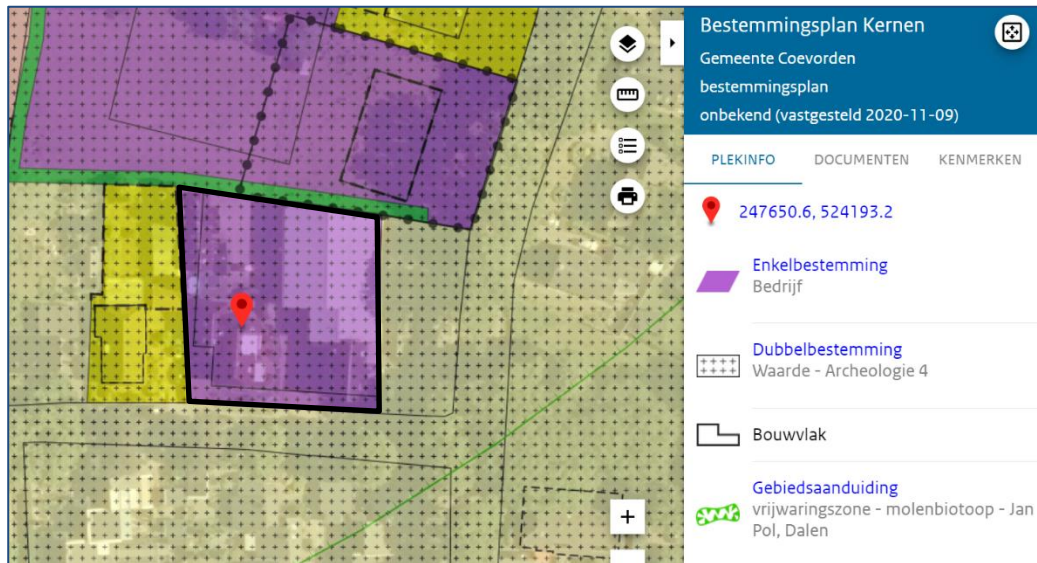 Bestemmingsplan Kernen
Gemeente Coevorden
bestemmingsplan
onbekend (vastgesteld 2020-11-09)
PLEKINFO DOCUMENTEN KENMERKEN
247650.6, 524193.2
Enkelbestemming
Bedrijf
Dubbelbestemming
Waarde - Archeologie 4
Bouwvlak
Gebiedsaanduiding
vrijwaringszone - molenbiotoop - Jan
Pol, Dalen